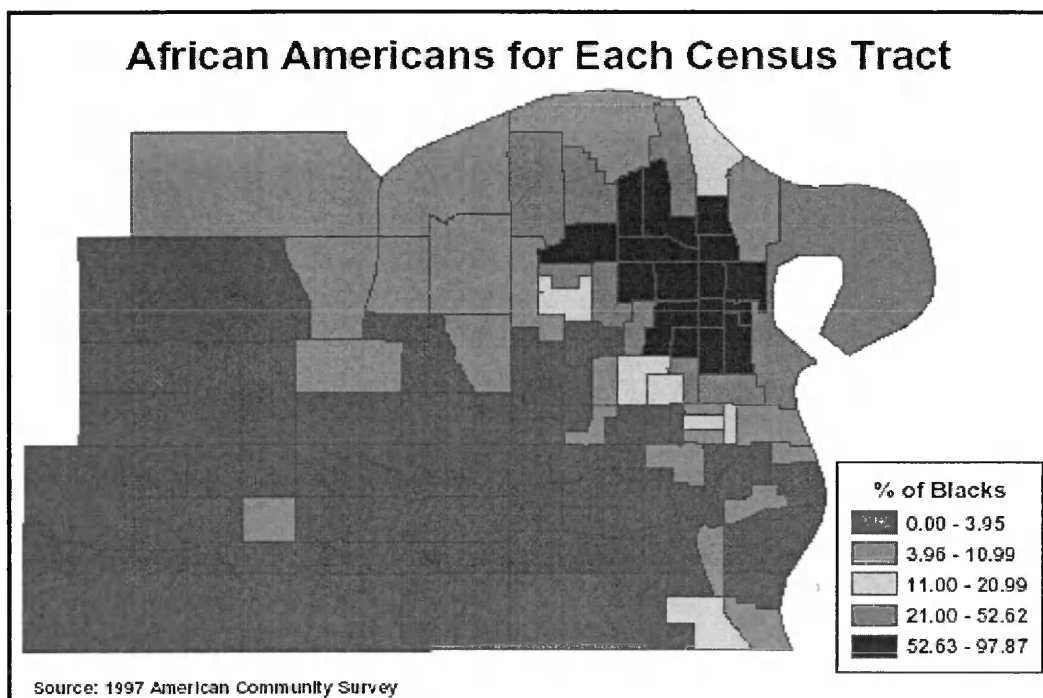 African Americans for Each Census Tract
% of Blacks
0.00 - 3.95
3.96 - 10.99
11.00 - 20.99
21.00 - 52.62
52.63 - 97.87
Source: 1997 American Community Survey